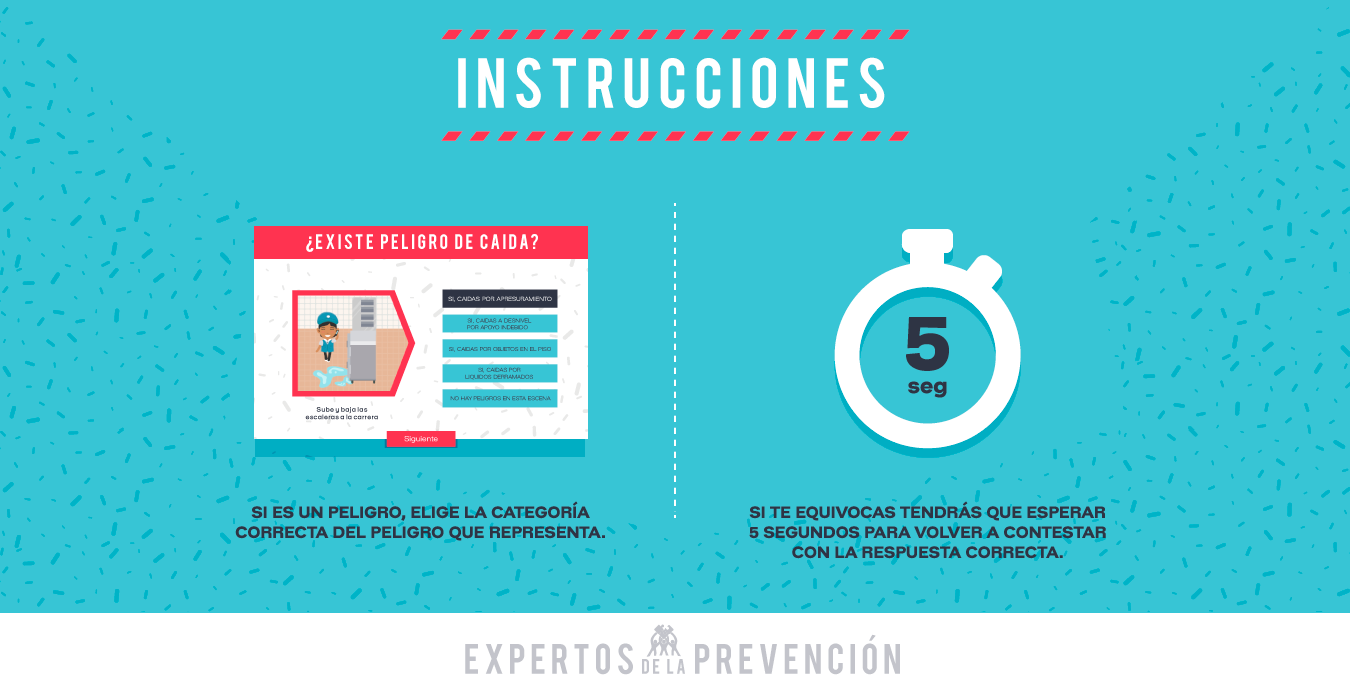 INSTRUCCIONES
¿EXISTE PELIGRO DE CAIDA?
SI, CAIDAS POR APRESURAMIENTO
SI, CAIDAS A DESNIVEL
POR APOYO INDEBIDO
SI, CAIDAS POR OBJETOS EN EL PISO
SI, CAIDAS POR
LIQUIDOS DERRAMADOS
NO HAY PELIGROS EN ESTA ESCENA
Sube y baja las
escaleras a la carrera
Siguiente
SI ES UN PELIGRO, ELIGE LA CATEGORÍA
CORRECTA DEL PELIGRO QUE REPRESENTA.
5
seg
SI TE EQUIVOCAS TENDRÁS QUE ESPERAR
5 SEGUNDOS PARA VOLVER A CONTESTAR
CON LA RESPUESTA CORRECTA.
EXPERTOS DE LA PREVENCIÓN